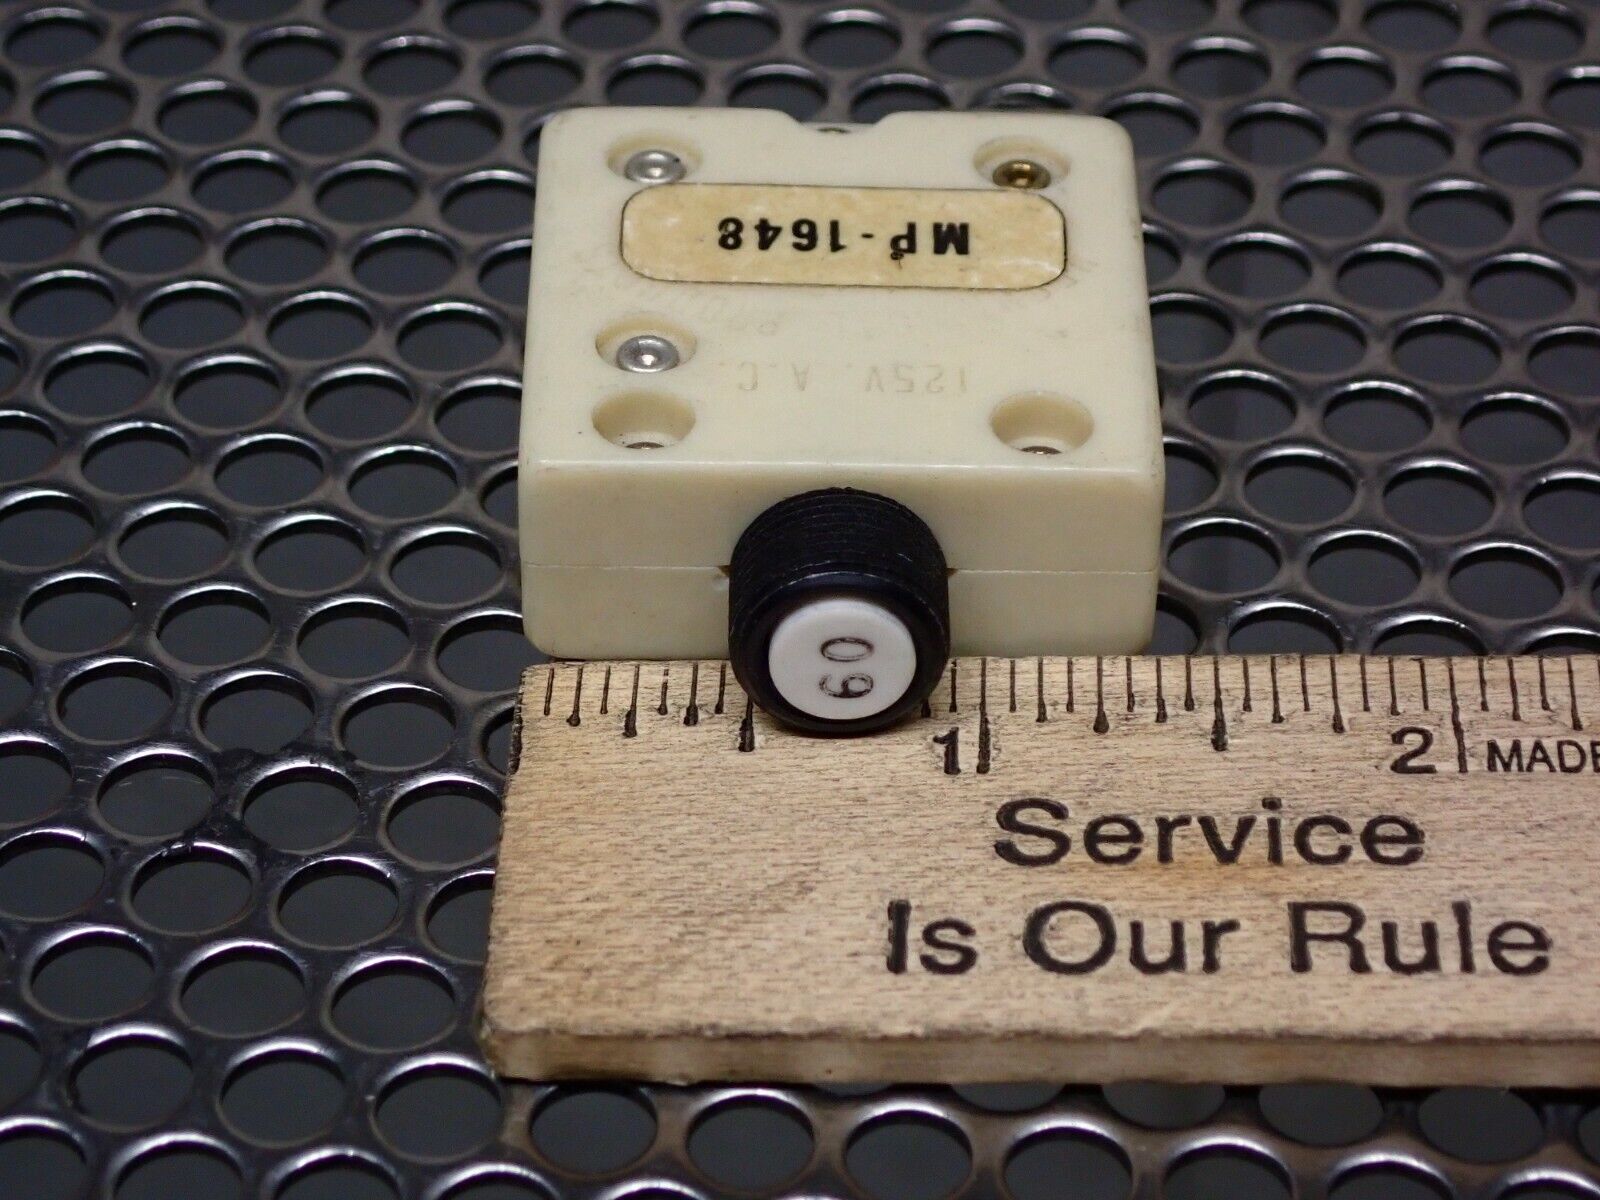 MP-1648
125V. A.C.
60
1 2 MADE
Service
Is Our Rule